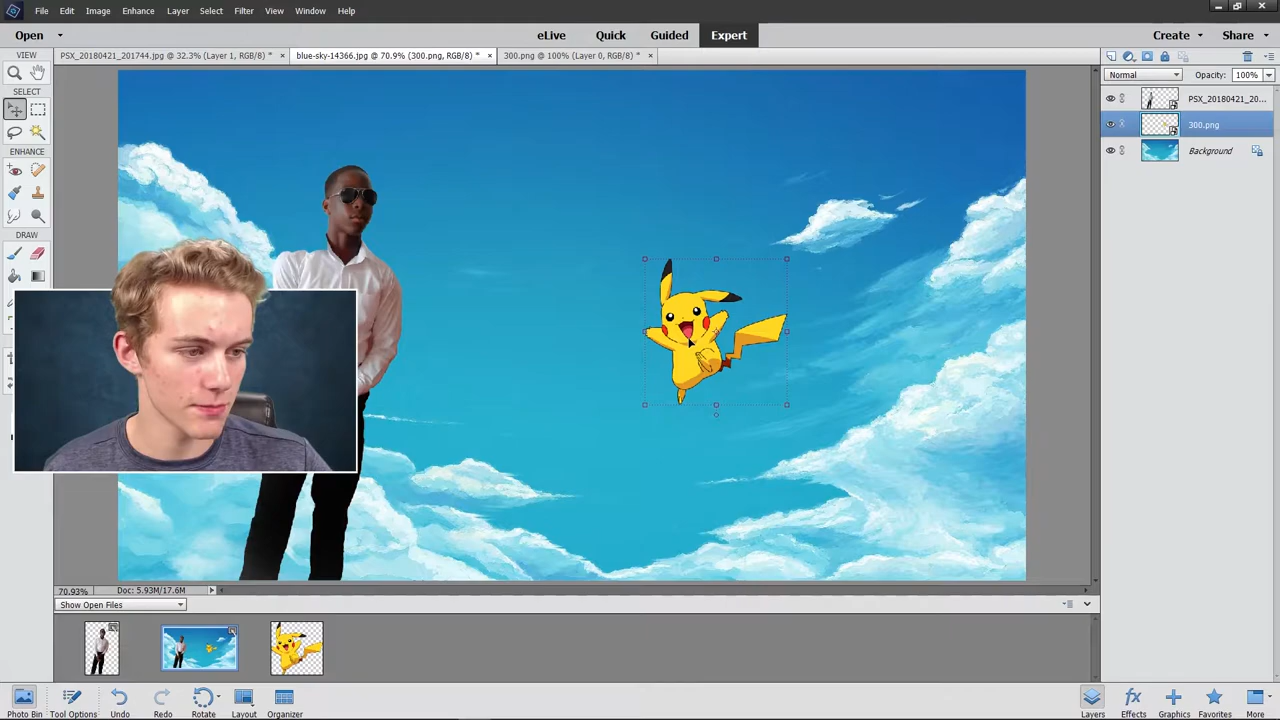 File Edit Image Enhance Layer Select Filter View Window Help
Open eLive Quick Guided Expert Create Share
PSX_20180421_201744.jpg @ 32.3% (Layer 1, RGB/8) * × blue-sky-14366.jpg @ 70.9% (300.png, RGB/8) * × 300.png @ 100% (Layer 0, RGB/8) * ×
VIEW
SELECT
ENHANCE
DRAW
Normal Opacity: 100%
PSX_20180421_20...
300.png
Background
70.93% Doc: 5.93M/17.6M
Show Open Files
Photo Bin Tool Options Undo Redo Rotate Layout Organizer Layers Effects Graphics Favorites More